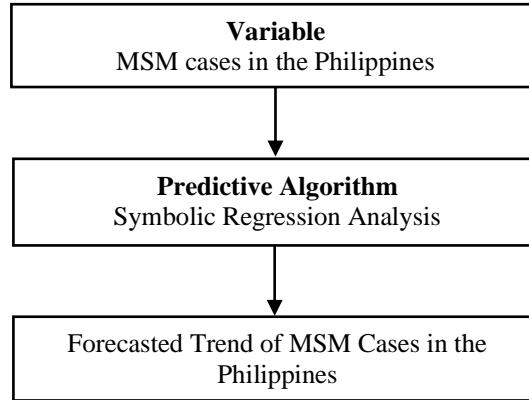 Variable
MSM cases in the Philippines
Predictive Algorithm
Symbolic Regression Analysis
Forecasted Trend of MSM Cases in the
Philippines